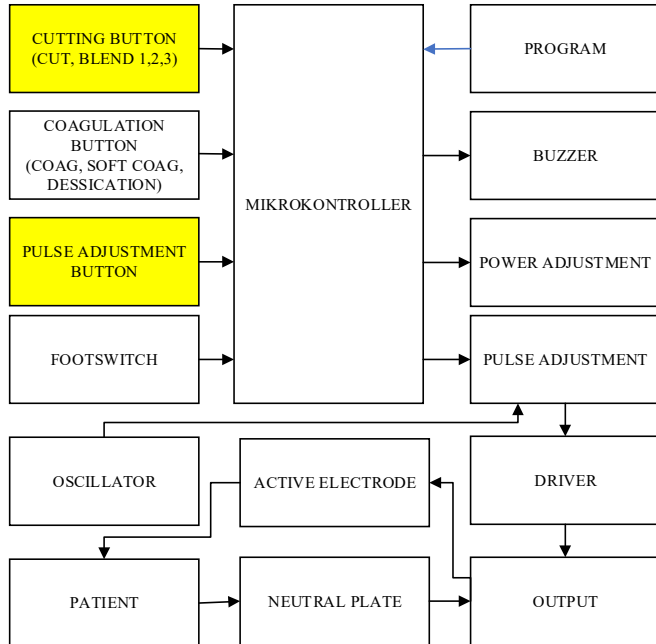 CUTTING BUTTON
(CUT, BLEND 1,2,3)
PROGRAM
COAGULATION
BUTTON
(COAG, SOFT COAG,
DESSICATION)
BUZZER
MIKROKONTROLLER
PULSE ADJUSTMENT
BUTTON
POWER ADJUSTMENT
FOOTSWITCH
PULSE ADJUSTMENT
OSCILLATOR
ACTIVE ELECTRODE
DRIVER
PATIENT
NEUTRAL PLATE
OUTPUT